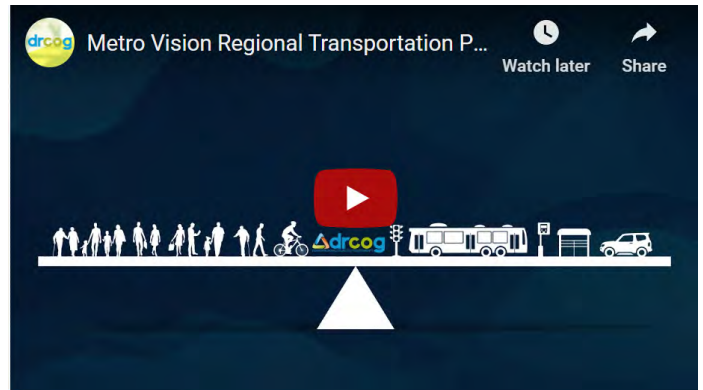 drcog
Metro Vision Regional Transportation P...
Watch later
Share
drcog